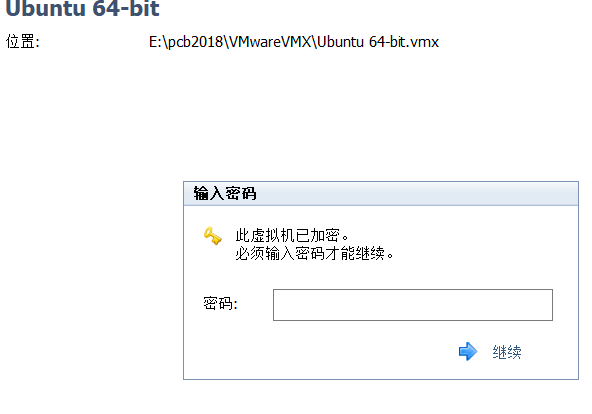 Ubuntu 64-bit
位置: E:\pcb2018\VMwareVMX\Ubuntu 64-bit.vmx
输入密码
此虚拟机已加密。
必须输入密码才能继续。
密码:
继续